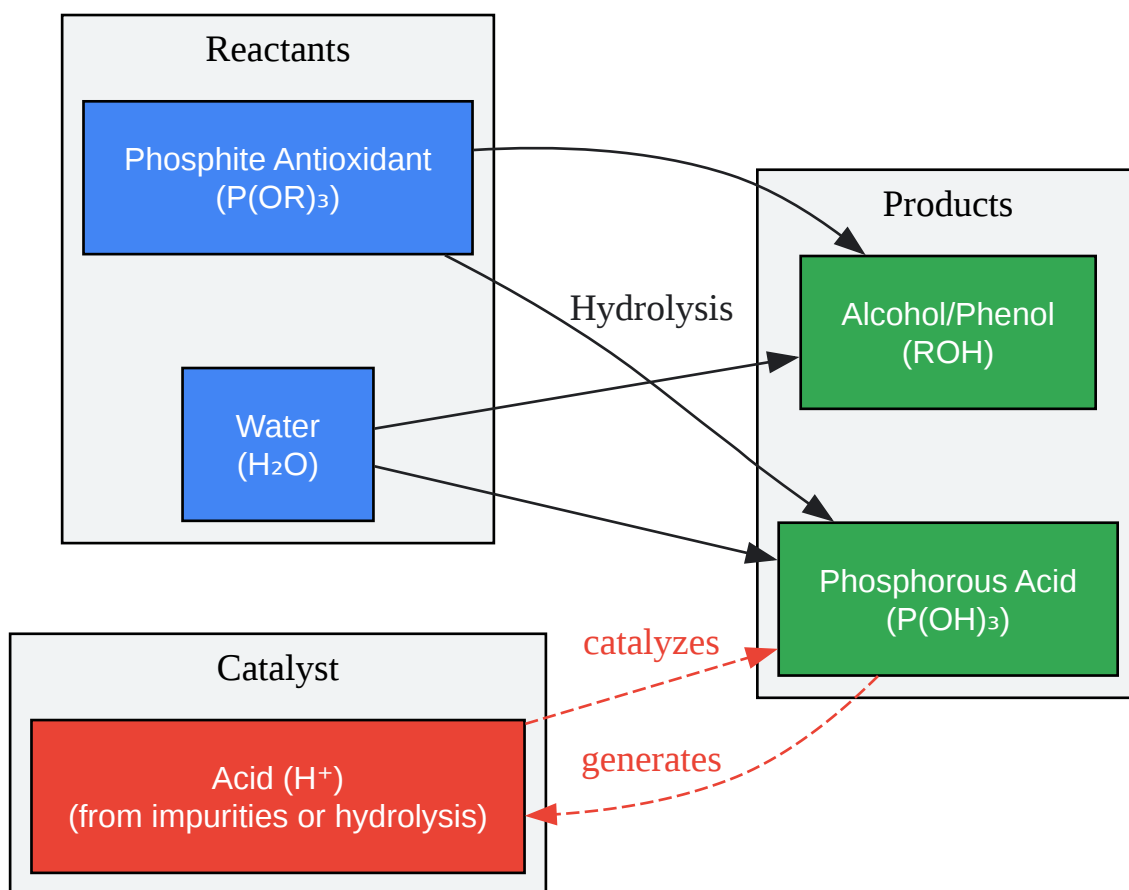 Reactants
Phosphite Antioxidant
(P(OR)₃)
Water
(H₂O)
Hydrolysis
Products
Alcohol/Phenol
(ROH)
Phosphorous Acid
(P(OH)₃)
Catalyst
Acid (H⁺)
(from impurities or hydrolysis)
catalyzes
generates